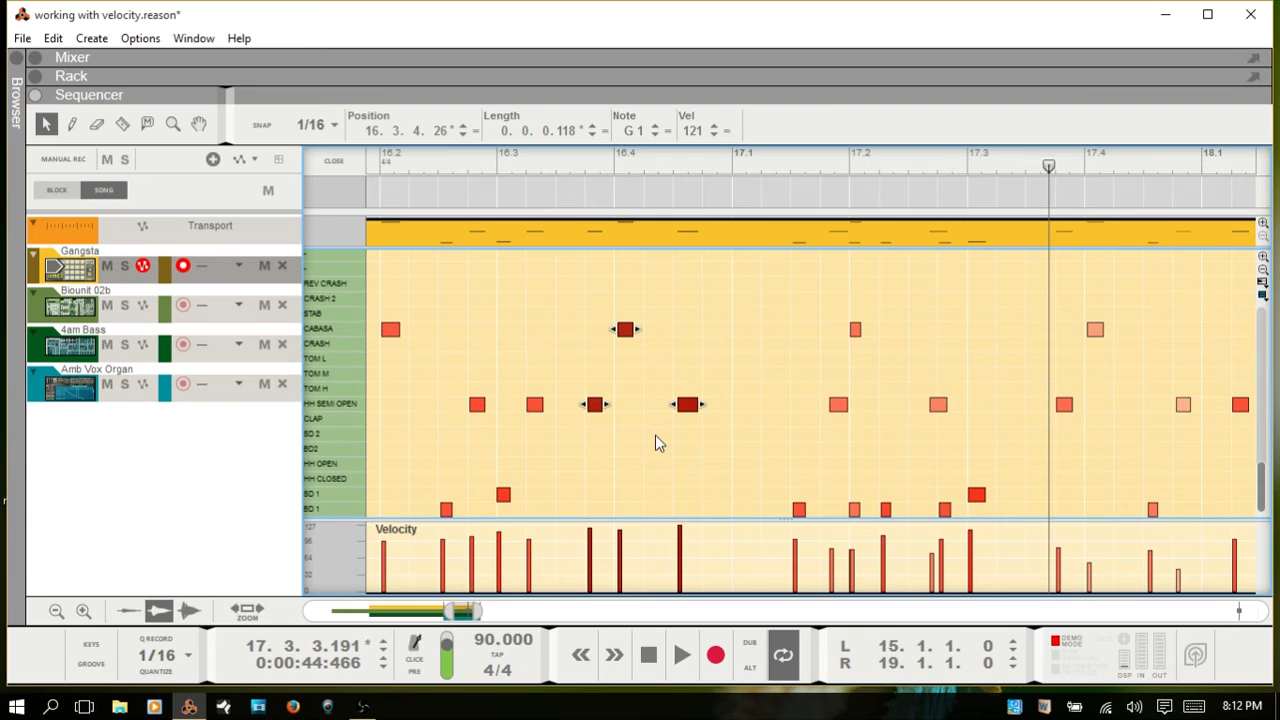 working with velocity.reason*
File Edit Create Options Window Help
Browser
Mixer
Rack
Sequencer
SNAP 1/16
Position
16. 3. 4. 26 * =
Length
0. 0. 0.118 * =
Note
G 1 =
Vel
121 =
MANUAL REC M S
CLOSE
16.2 16.3 16.4 17.1 17.2 17.3 17.4 18.1
4/4
BLOCK SONG M
Transport
Gangsta
M S M
Biounit 02b
M S M
4am Bass
M S M
Amb Vox Organ
M S M
REV CRASH
CRASH 2
STAB
CABASA
CRASH
TOM L
TOM M
TOM H
HH SEMI OPEN
CLAP
SD 2
BD2
HH OPEN
HH CLOSED
SD 1
BD 1
Velocity
127
96
64
32
0
ZOOM
KEYS
GROOVE
Q RECORD
1/16
QUANTIZE
17. 3. 3.191 *
0:00:44:466
CLICK
PRE
90.000
TAP
4/4
DUB
ALT
L 15. 1. 1. 0
R 19. 1. 1. 0
DEMO
MODE
DSP IN OUT
8:12 PM